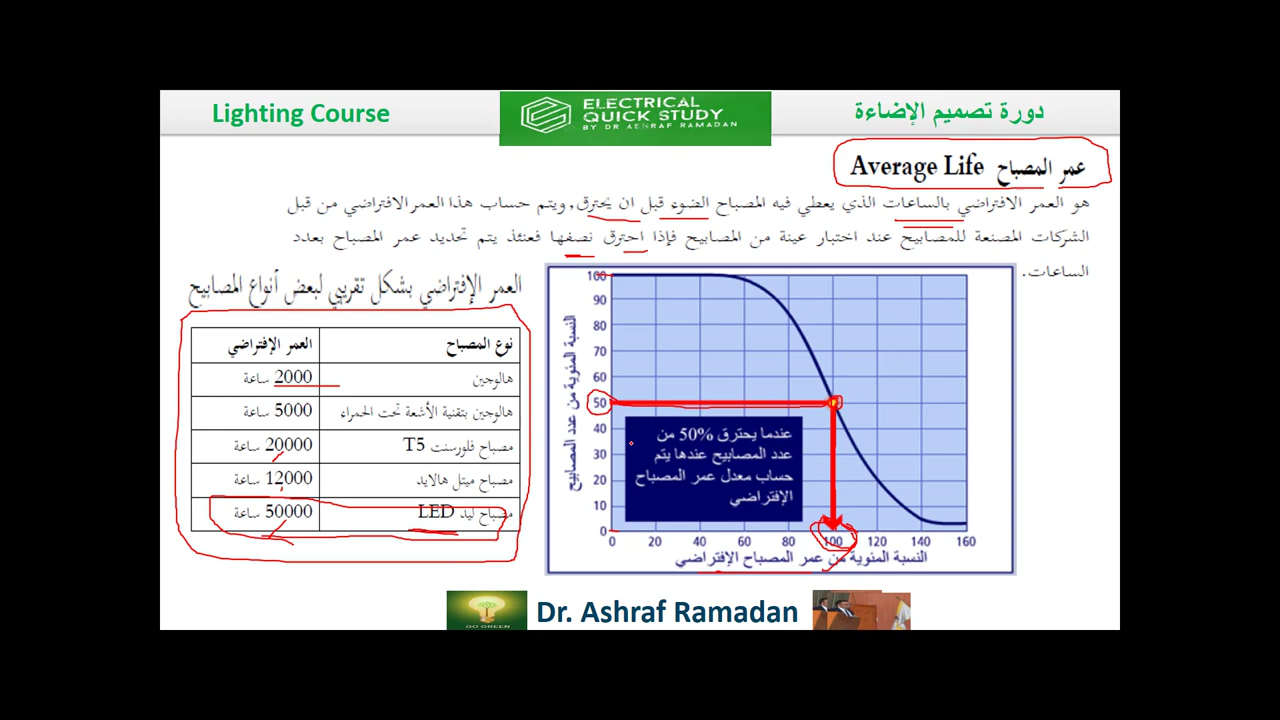 Lighting Course
ELECTRICAL
QUICK STUDY
BY DR ASHRAF RAMADAN
دورة تصميم الإضاءة
عمر المصباح Average Life
هو العمر الافتراضي بالساعات الذي يعطي فيه المصباح الضوء قبل ان يحترق, ويتم حساب هذا العمر الافتراضي من قبل
الشركات المصنعة للمصابيح عند اختبار عينة من المصابيح فإذا احترق نصفها فعندئذ يتم تحديد عمر المصباح بعدد
الساعات.
العمر الإفتراضي بشكل تقريبي لبعض أنواع المصابيح
نوع المصباح العمر الإفتراضي
هالوجين 2000 ساعة
هالوجين بتقنية الأشعة تحت الحمراء 5000 ساعة
مصباح فلورسنت T5 20000 ساعة
مصباح ميتل هالايد 12000 ساعة
مصباح ليد LED 50000 ساعة
النسبة المئوية من عدد المصابيح
100
90
80
70
60
50
40
30
20
10
0
عندما يحترق 50% من
عدد المصابيح عندها يتم
حساب معدل عمر المصباح
الإفتراضي
0 20 40 60 80 100 120 140 160
النسبة المئوية من عمر المصباح الإفتراضي
GO GREEN
Dr. Ashraf Ramadan